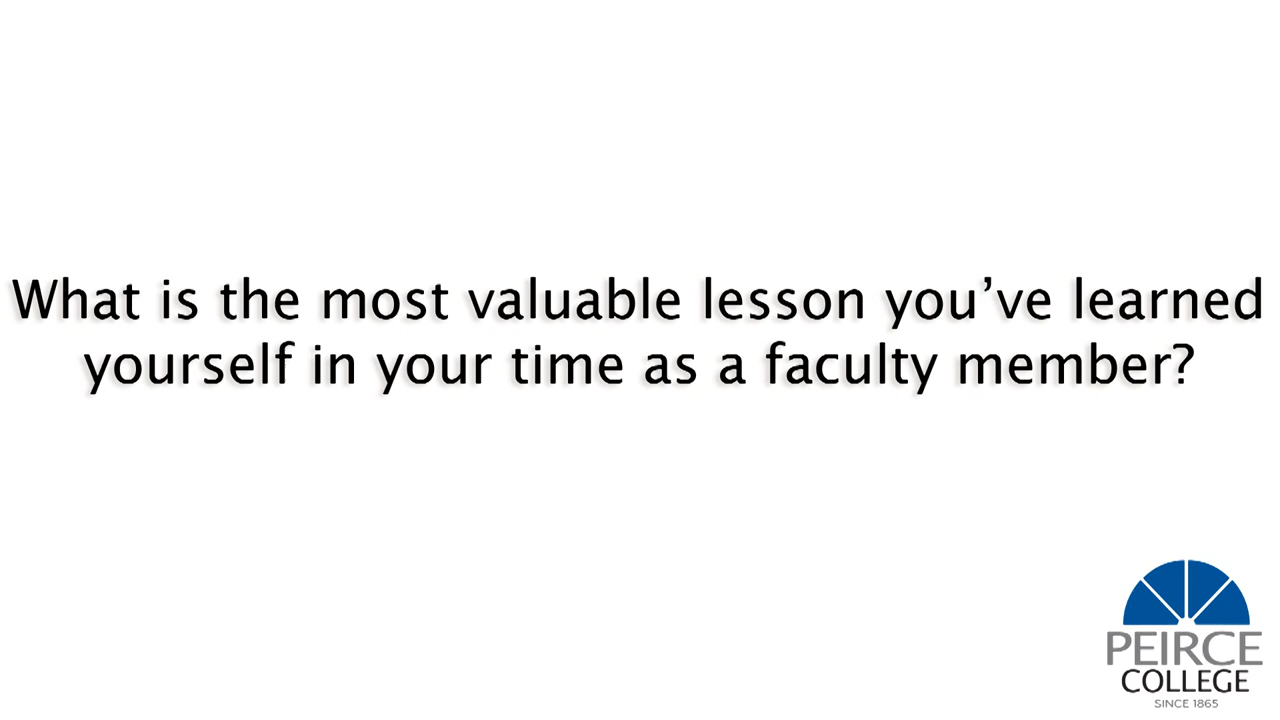 What is the most valuable lesson you’ve learned
yourself in your time as a faculty member?
PEIRCE
COLLEGE
SINCE 1865